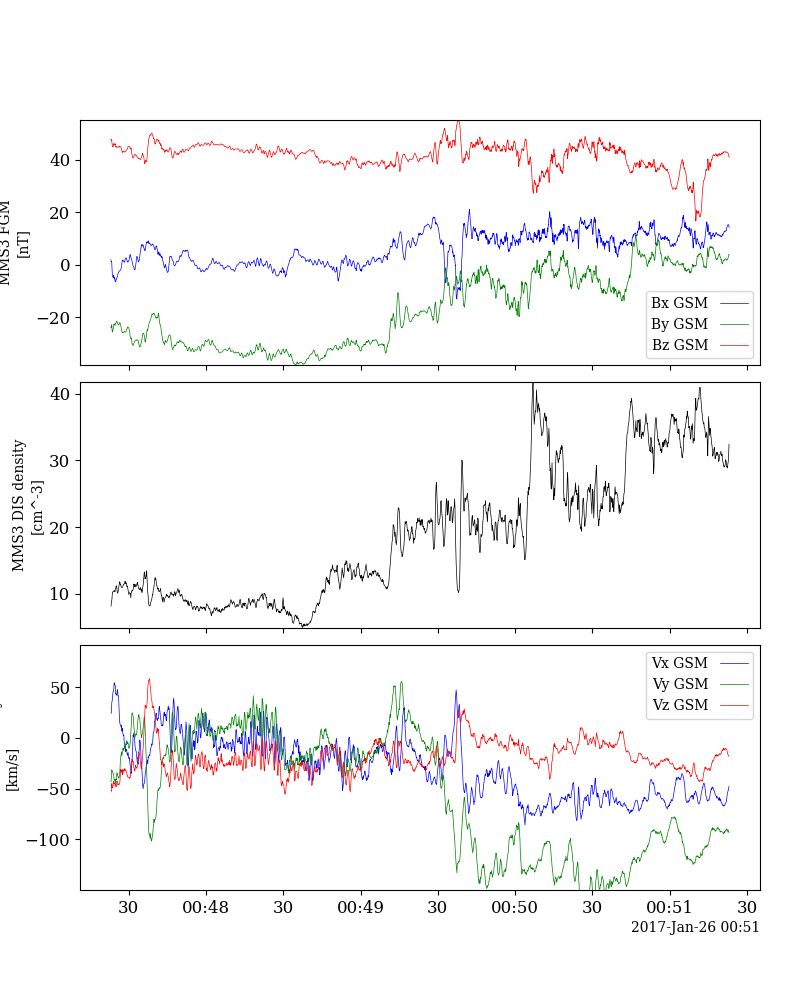 40
20
0
−20
MMS3 FGM
[nT]
Bx GSM
By GSM
Bz GSM
40
30
20
10
MMS3 DIS density
[cm^-3]
50
0
−50
−100
[km/s]
Vx GSM
Vy GSM
Vz GSM
30 00:48 30 00:49 30 00:50 30 00:51 30
2017-Jan-26 00:51